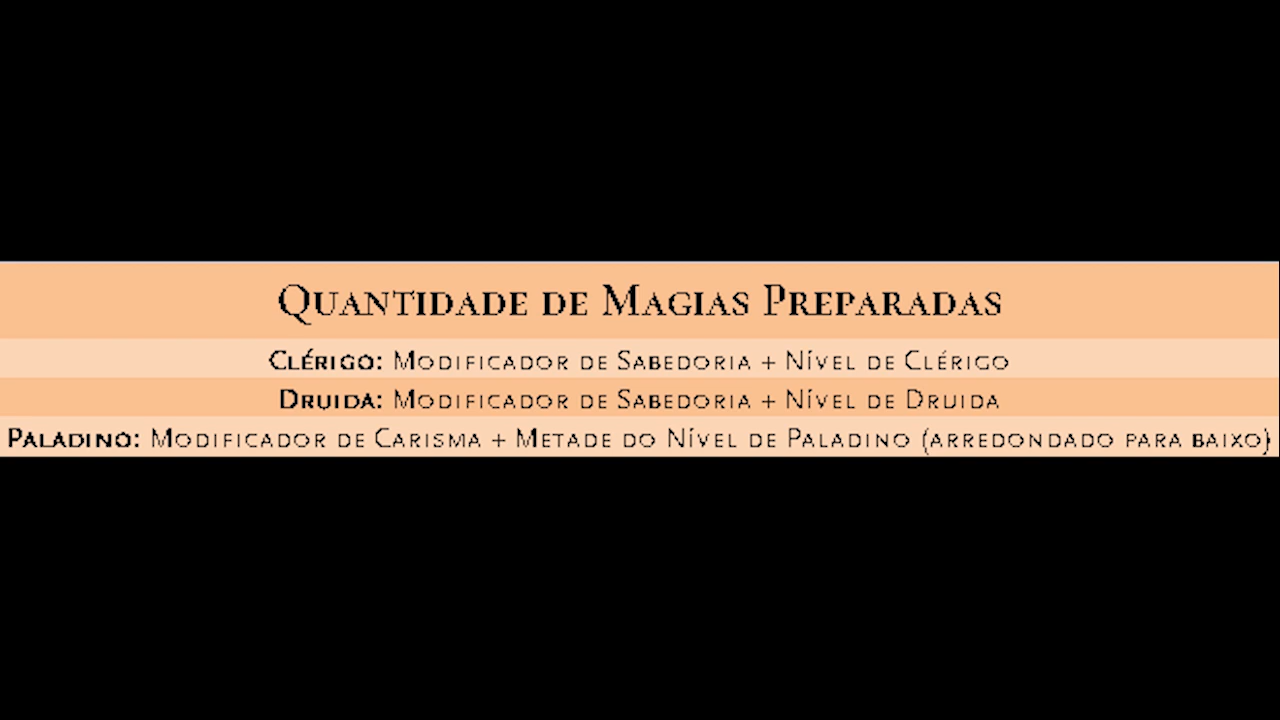 Quantidade de Magias Preparadas
Clérigo: Modificador de Sabedoria + Nível de Clérigo
Druida: Modificador de Sabedoria + Nível de Druida
Paladino: Modificador de Carisma + Metade do Nível de Paladino (arredondado para baixo)